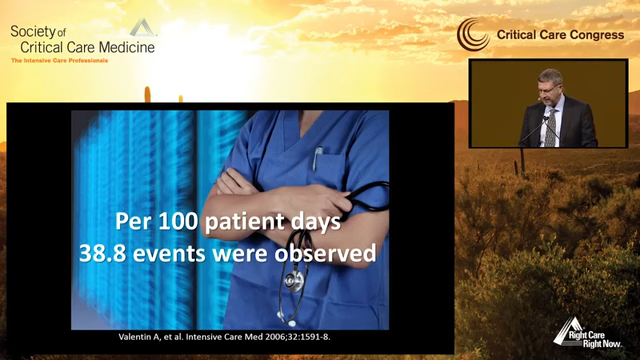 Society of
Critical Care Medicine
The Intensive Care Professionals
Critical Care Congress
Per 100 patient days
38.8 events were observed
Valentin A, et al. Intensive Care Med 2006;32:1591-8.
Right Care
Right Now